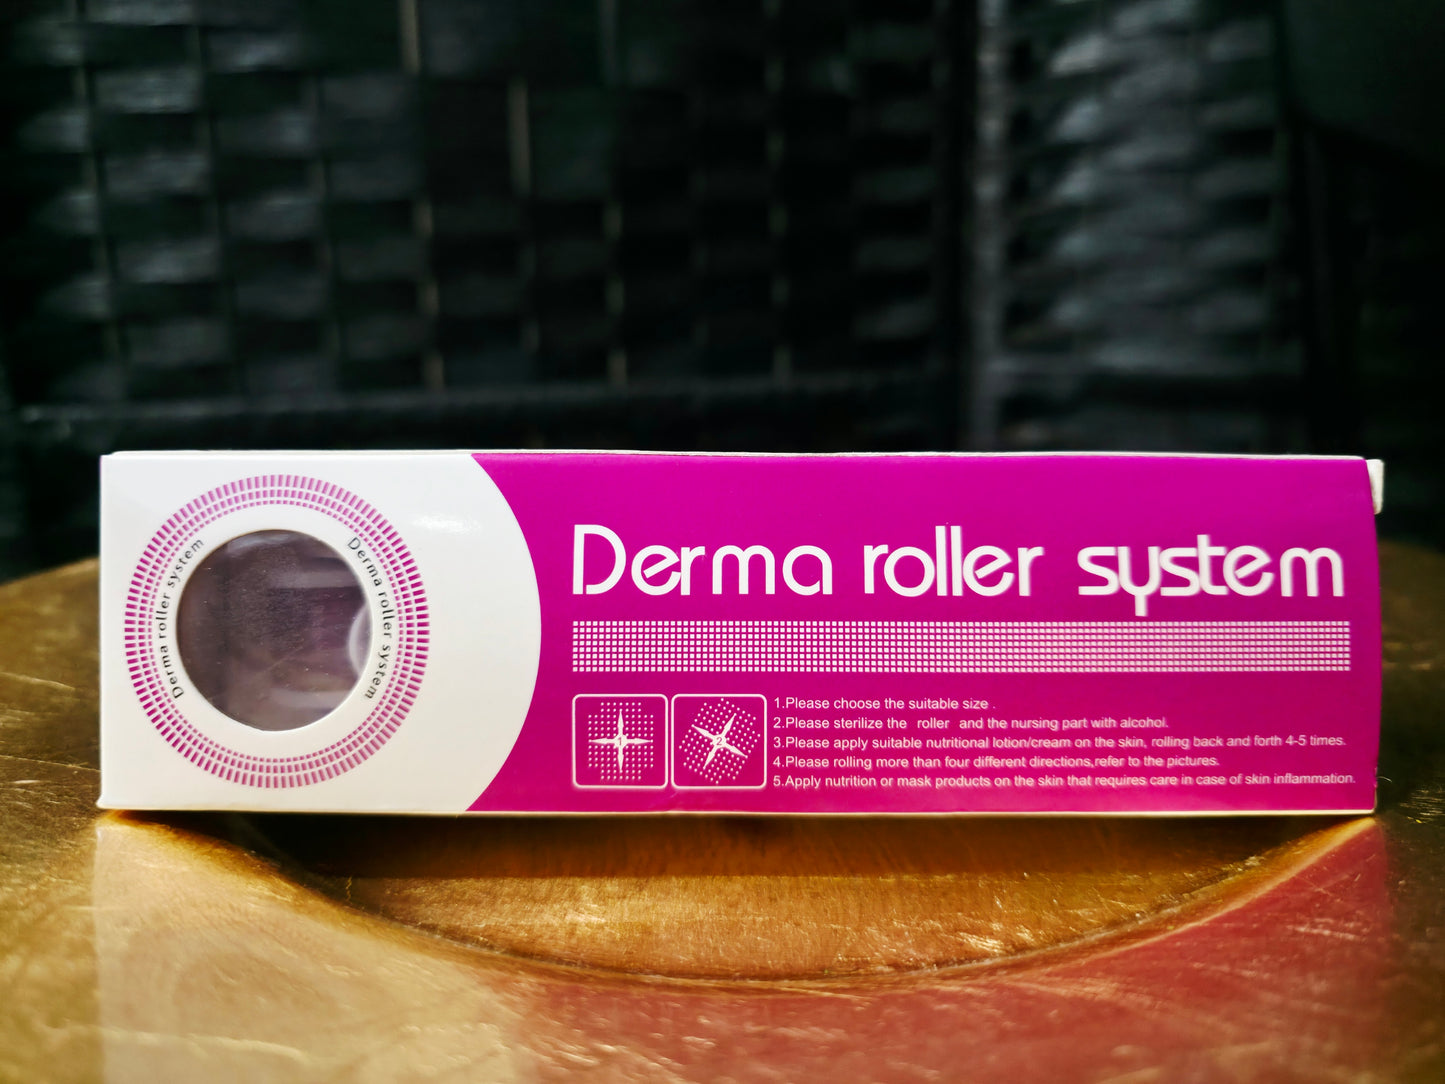 Derma roller system
Derma roller system
Derma roller system
1
2
1.Please choose the suitable size .
2.Please sterilize the roller and the nursing part with alcohol.
3.Please apply suitable nutritional lotion/cream on the skin, rolling back and forth 4-5 times.
4.Please rolling more than four different directions,refer to the pictures.
5.Apply nutrition or mask products on the skin that requires care in case of skin inflammation.